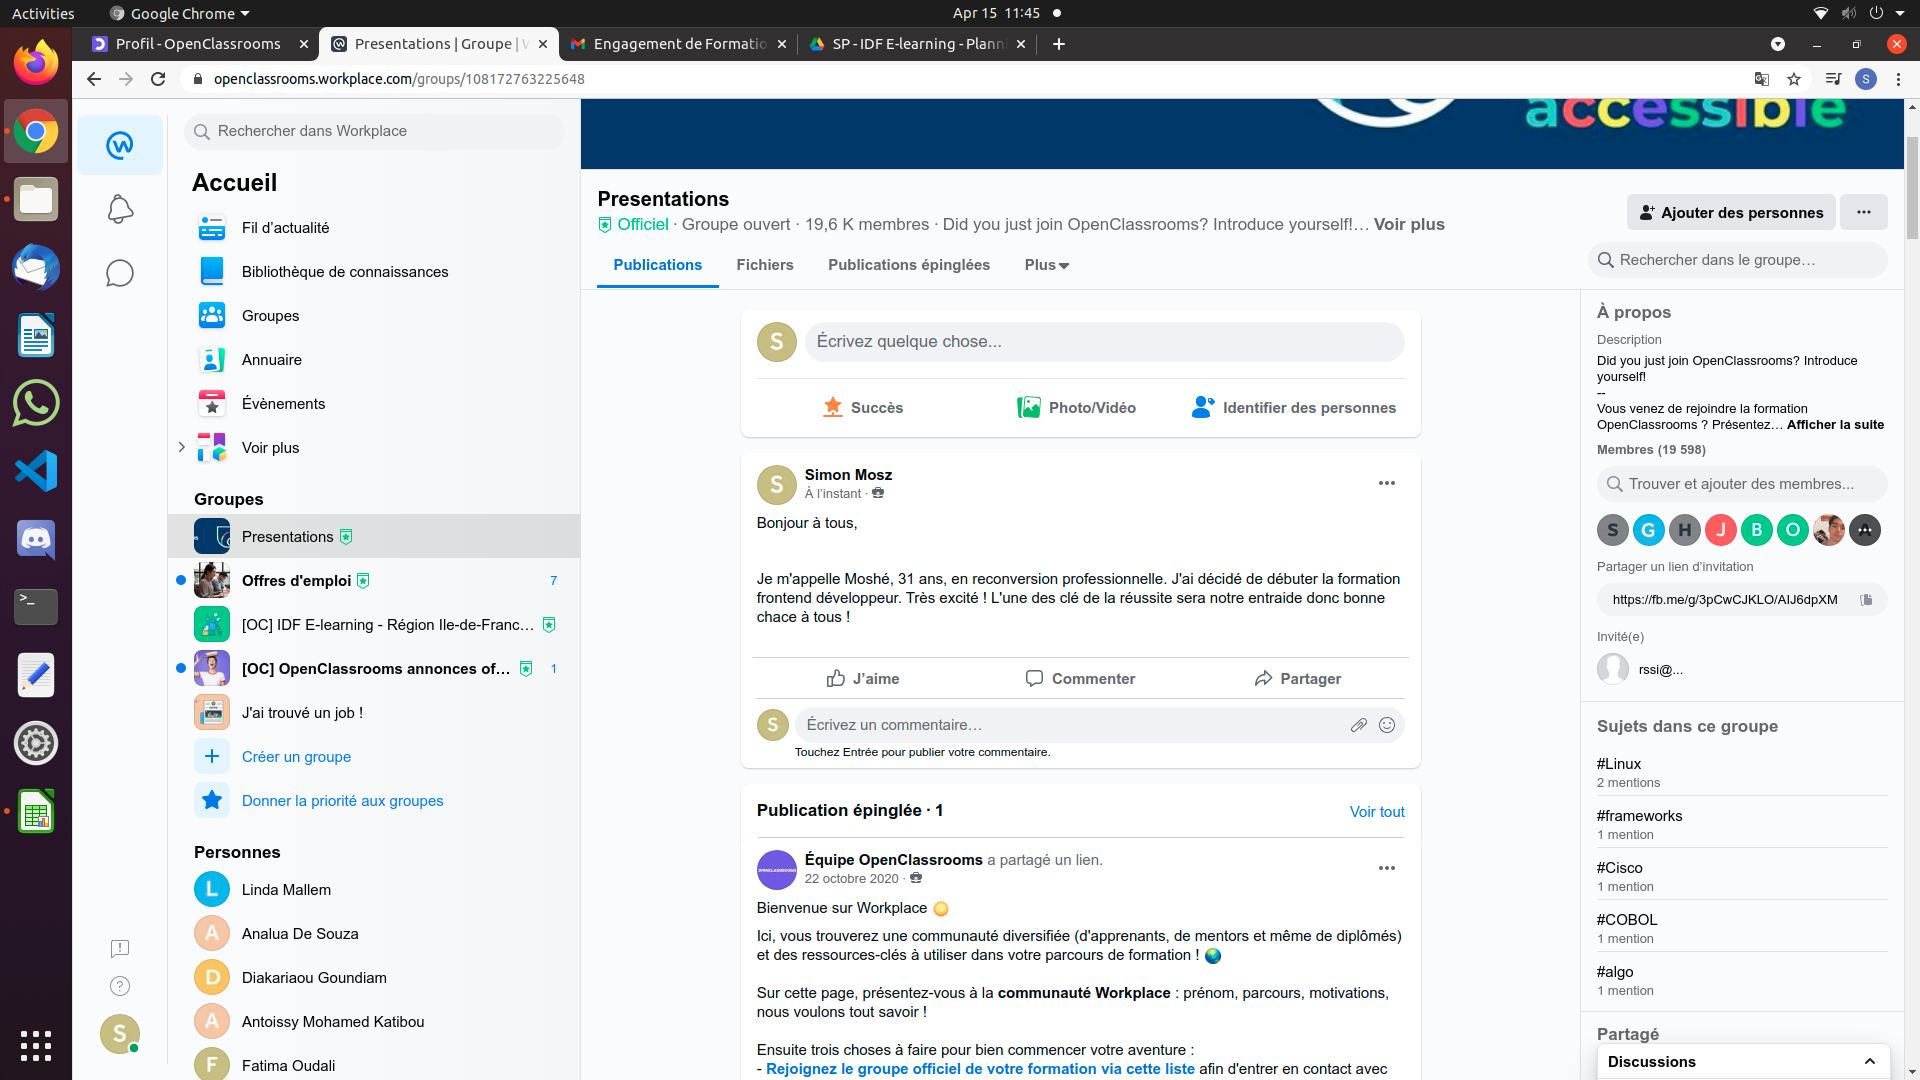 Activities
Google Chrome
Apr 15 11:45
Profil - OpenClassrooms
Presentations | Groupe | W
Engagement de Formatio
SP - IDF E-learning - Plann
openclassrooms.workplace.com/groups/108172763225648
S
Rechercher dans Workplace
Accueil
Fil d’actualité
Bibliothèque de connaissances
Groupes
Annuaire
Évènements
Voir plus
Groupes
Presentations
Offres d'emploi
7
[OC] IDF E-learning - Région Ile-de-Franc...
[OC] OpenClassrooms annonces of...
1
J'ai trouvé un job !
Créer un groupe
Donner la priorité aux groupes
Personnes
L
Linda Mallem
A
Analua De Souza
D
Diakariaou Goundiam
A
Antoissy Mohamed Katibou
F
Fatima Oudali
S
accessible
Presentations
Officiel · Groupe ouvert · 19,6 K membres · Did you just join OpenClassrooms? Introduce yourself!… Voir plus
Ajouter des personnes
Publications
Fichiers
Publications épinglées
Plus
Rechercher dans le groupe…
S
Écrivez quelque chose...
Succès
Photo/Vidéo
Identifier des personnes
S
Simon Mosz
À l’instant ·
Bonjour à tous,
Je m'appelle Moshé, 31 ans, en reconversion professionnelle. J'ai décidé de débuter la formation
frontend développeur. Très excité ! L'une des clé de la réussite sera notre entraide donc bonne
chace à tous !
J’aime
Commenter
Partager
S
Écrivez un commentaire…
Touchez Entrée pour publier votre commentaire.
Publication épinglée · 1
Voir tout
OPENCLASSROOMS
Équipe OpenClassrooms a partagé un lien.
22 octobre 2020 ·
Bienvenue sur Workplace
Ici, vous trouverez une communauté diversifiée (d'apprenants, de mentors et même de diplômés)
et des ressources-clés à utiliser dans votre parcours de formation !
Sur cette page, présentez-vous à la communauté Workplace : prénom, parcours, motivations,
nous voulons tout savoir !
Ensuite trois choses à faire pour bien commencer votre aventure :
- Rejoignez le groupe officiel de votre formation via cette liste afin d'entrer en contact avec
À propos
Description
Did you just join OpenClassrooms? Introduce
yourself!
--
Vous venez de rejoindre la formation
OpenClassrooms ? Présentez… Afficher la suite
Membres (19 598)
Trouver et ajouter des membres...
S G H J B O A
Partager un lien d’invitation
https://fb.me/g/3pCwCJKLO/AIJ6dpXM
Invité(e)
rssi@...
Sujets dans ce groupe
#Linux
2 mentions
#frameworks
1 mention
#Cisco
1 mention
#COBOL
1 mention
#algo
1 mention
Partagé
Discussions